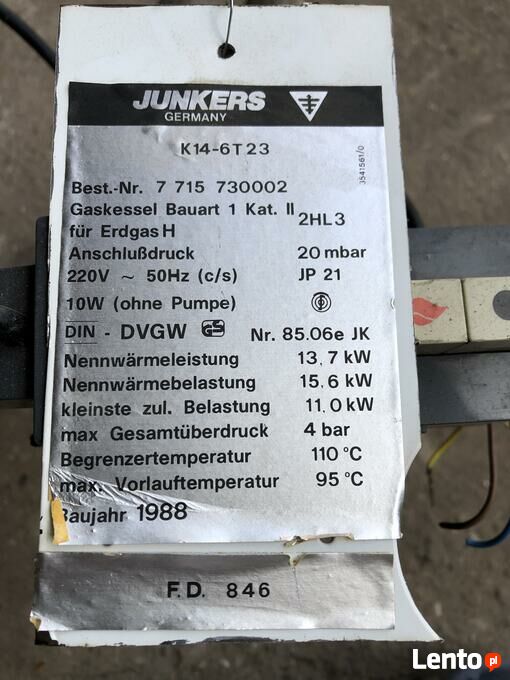 JUNKERS
GERMANY
K14-6T23
3541561/0
Best.-Nr. 7 715 730002
Gaskessel Bauart 1 Kat. II 2HL3
für Erdgas H
Anschlußdruck 20 mbar
220V ~ 50Hz (c/s) JP 21
10W (ohne Pumpe)
DIN - DVGW GS Nr. 85.06e JK
Nennwärmeleistung 13,7 kW
Nennwärmebelastung 15,6 kW
kleinste zul. Belastung 11,0 kW
max Gesamtüberdruck 4 bar
Begrenzertemperatur 110 °C
max. Vorlauftemperatur 95 °C
Baujahr 1988
F.D. 846
Lento.pl